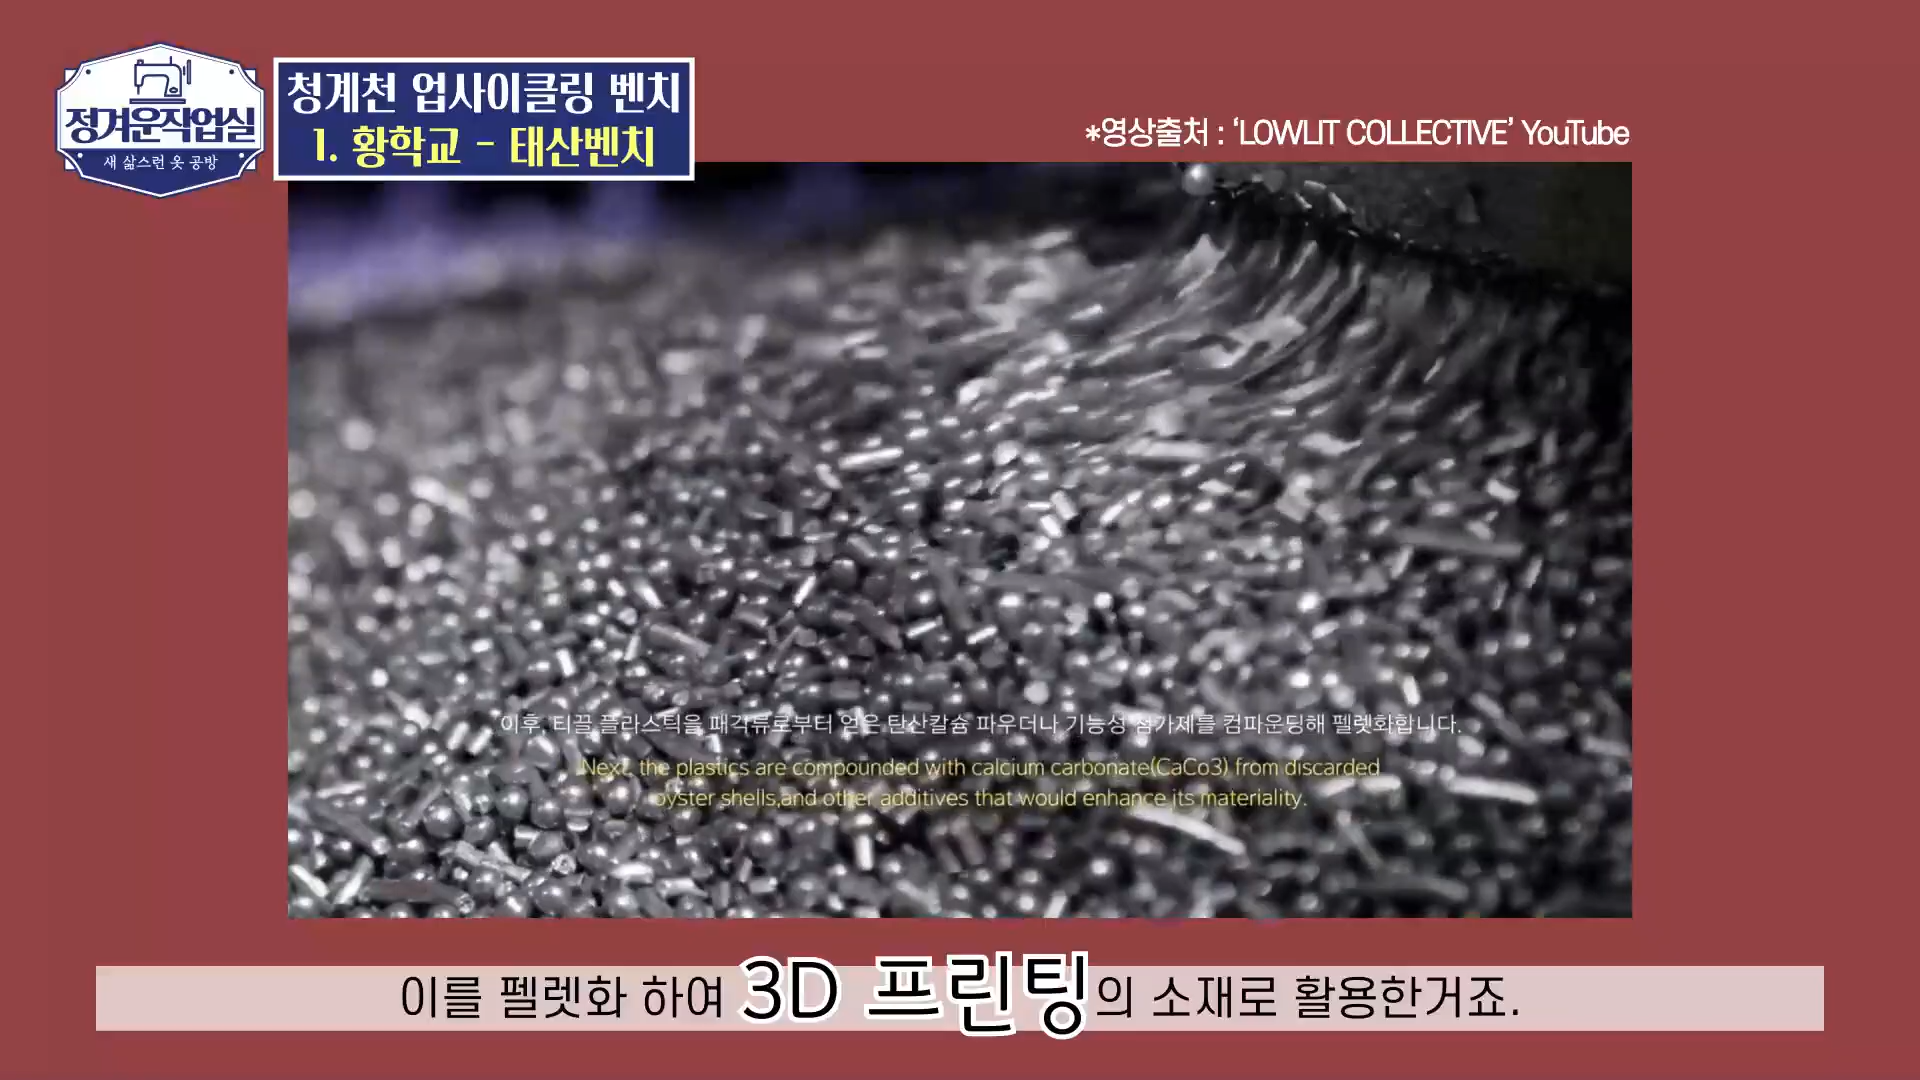 정겨운작업실
새 삶스런 옷 공방
청계천 업사이클링 벤치
1. 황학교 - 태산벤치
*영상출처 : ‘LOWLIT COLLECTIVE’ YouTube
이후, 티끌 플라스틱을 패각류로부터 얻은 탄산칼슘 파우더나 기능성 첨가제를 컴파운딩해 펠렛화합니다.
Next, the plastics are compounded with calcium carbonate(CaCo3) from discarded
oyster shells,and other additives that would enhance its materiality.
이를 펠렛화 하여 3D 프린팅의 소재로 활용한거죠.